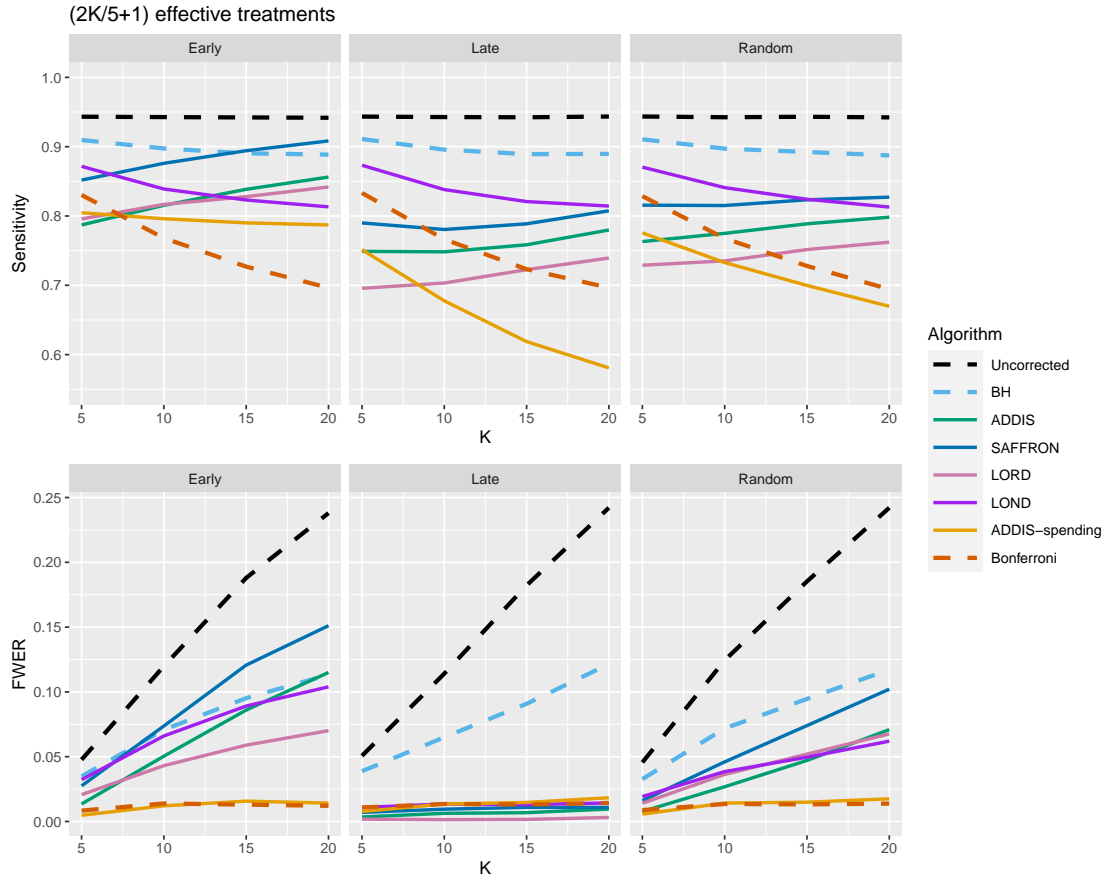 (2K/5+1) effective treatments
Early
Late
Random
Sensitivity
1.0
0.9
0.8
0.7
0.6
5
10
15
20
5
10
15
20
5
10
15
20
K
Early
Late
Random
FWER
0.25
0.20
0.15
0.10
0.05
0.00
5
10
15
20
5
10
15
20
5
10
15
20
K
Algorithm
Uncorrected
BH
ADDIS
SAFFRON
LORD
LOND
ADDIS−spending
Bonferroni